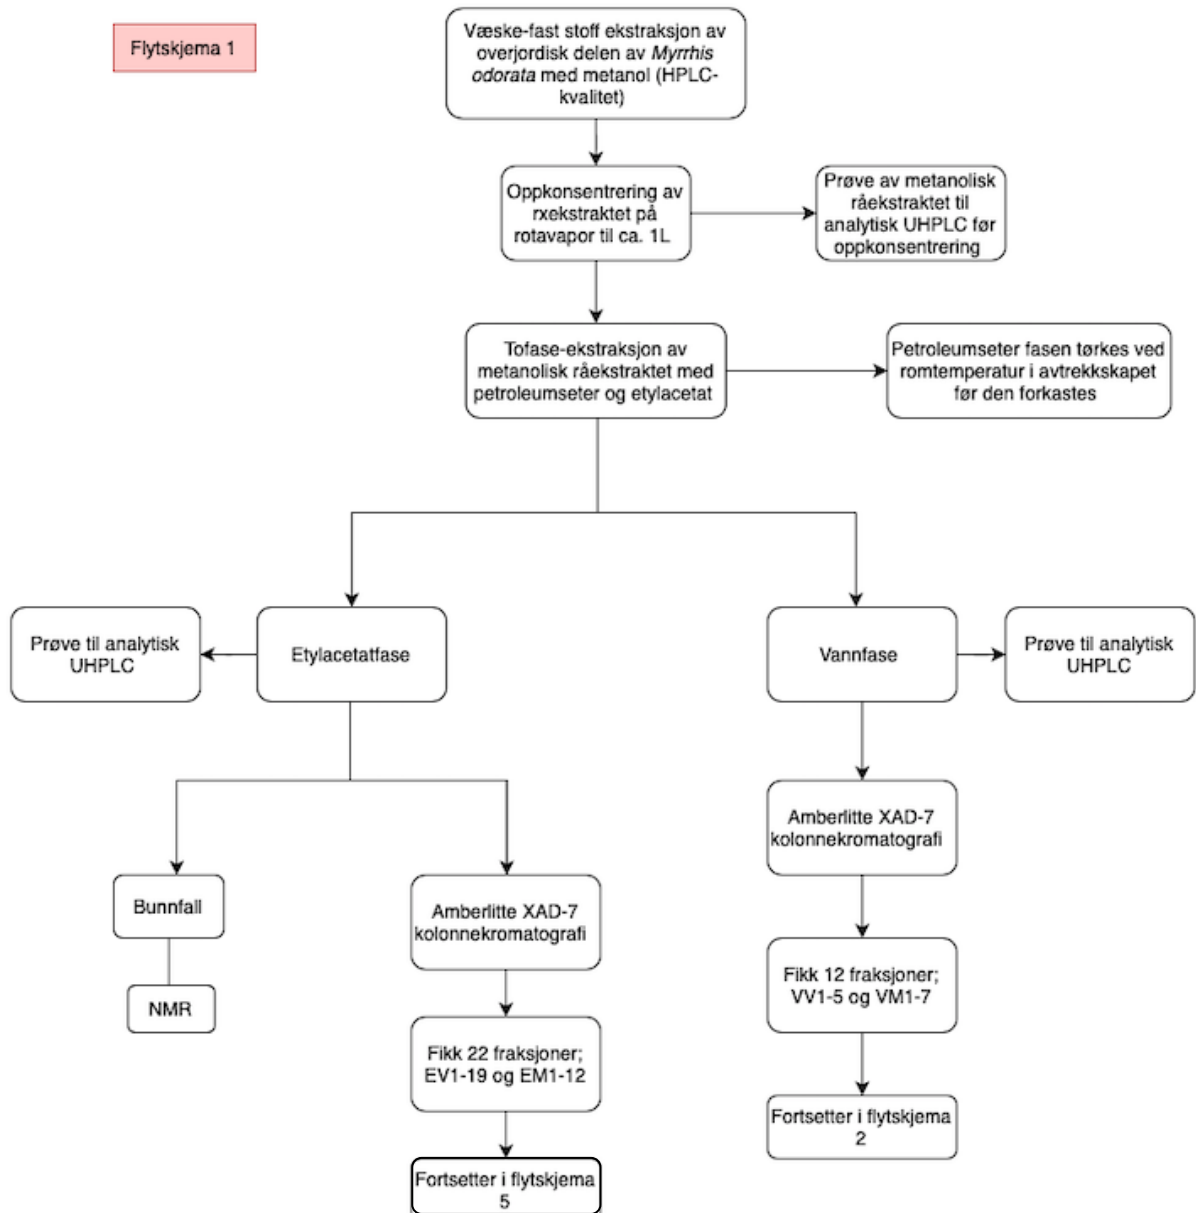 Flytskjema 1
Væske-fast stoff ekstraksjon av
overjordisk delen av Myrrhis
odorata med metanol (HPLC-
kvalitet)
Oppkonsentrering av
rxekstraktet på
rotavapor til ca. 1L
Prøve av metanolisk
råekstraktet til
analytisk UHPLC før
oppkonsentrering
Tofase-ekstraksjon av
metanolisk råekstraktet med
petroleumseter og etylacetat
Petroleumseter fasen tørkes ved
romtemperatur i avtrekkskapet
før den forkastes
Prøve til analytisk
UHPLC
Etylacetatfase
Vannfase
Prøve til analytisk
UHPLC
Bunnfall
NMR
Amberlitte XAD-7
kolonnekromatografi
Fikk 22 fraksjoner;
EV1-19 og EM1-12
Fortsetter i flytskjema
5
Amberlitte XAD-7
kolonnekromatografi
Fikk 12 fraksjoner;
VV1-5 og VM1-7
Fortsetter i flytskjema
2